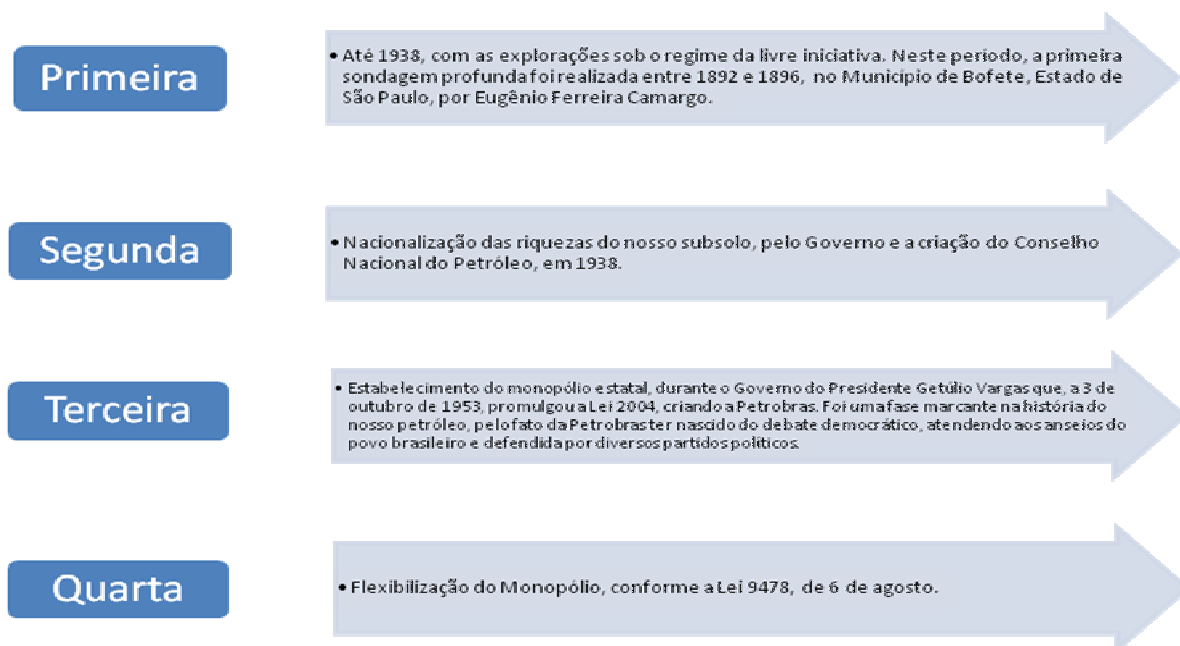 Primeira
• Até 1938, com as explorações sob o regime da livre iniciativa. Neste período, a primeira
sondagem profunda foi realizada entre 1892 e 1896, no Município de Bofete, Estado de
São Paulo, por Eugênio Ferreira Camargo.
Segunda
• Nacionalização das riquezas do nosso subsolo, pelo Governo e a criação do Conselho
Nacional do Petróleo, em 1938.
Terceira
• Estabelecimento do monopólio estatal, durante o Governo do Presidente Getúlio Vargas que, a 3 de
outubro de 1953, promulgou a Lei 2004, criando a Petrobras. Foi uma fase marcante na história do
nosso petróleo, pelo fato da Petrobras ter nascido do debate democrático, atendendo aos anseios do
povo brasileiro e defendida por diversos partidos políticos.
Quarta
• Flexibilização do Monopólio, conforme a Lei 9478, de 6 de agosto.